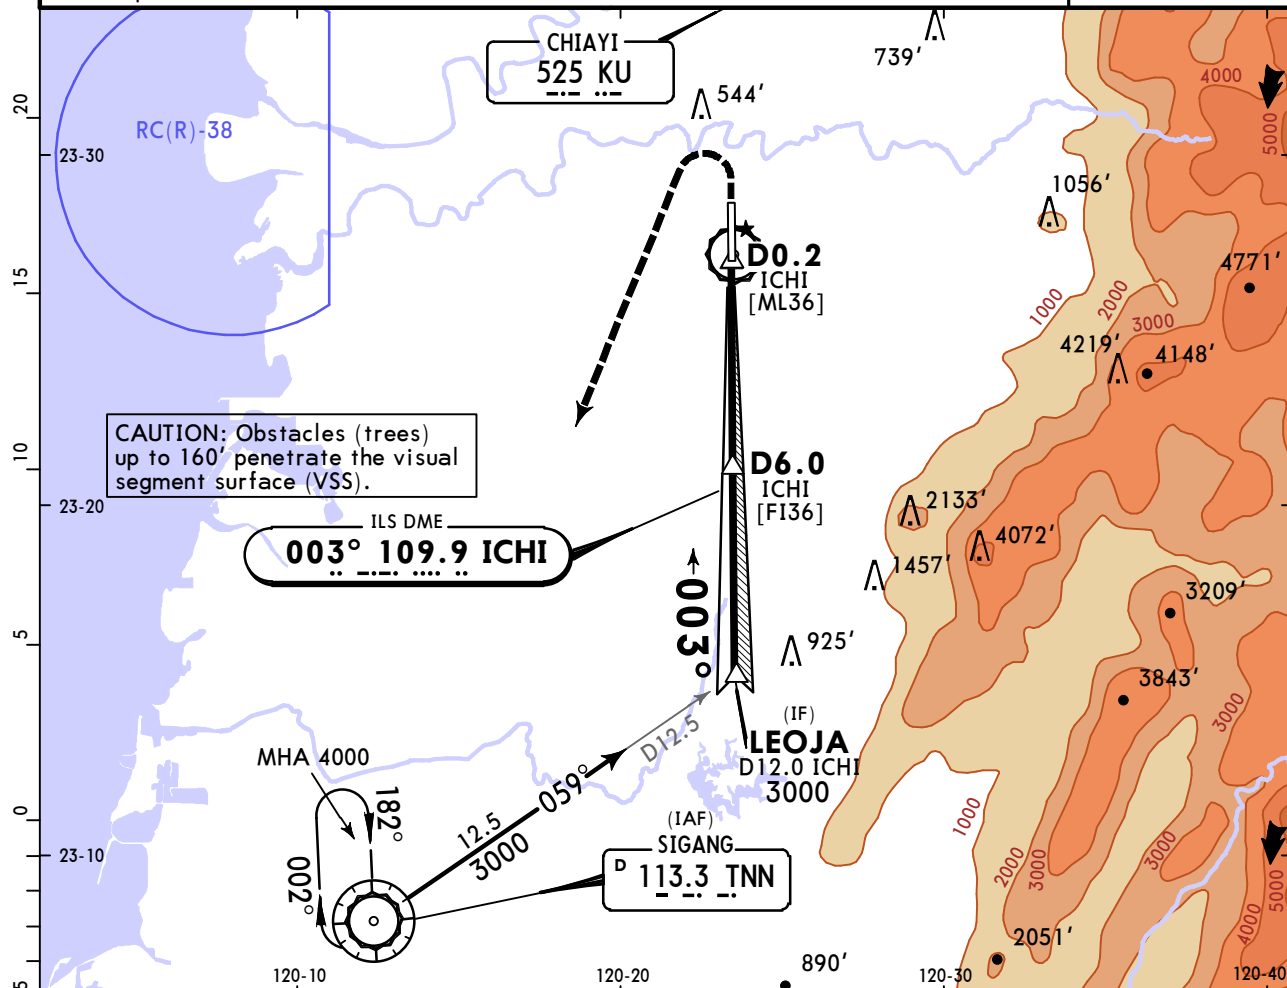 CHIAYI
525 KU
739'
4000
5000
544'
20
RC(R)-38
23-30
1056'
4771'
D0.2
ICHI
[ML36]
15
1000
2000
3000
4219'
4148'
CAUTION: Obstacles (trees)
up to 160' penetrate the visual
segment surface (VSS).
10
D6.0
ICHI
[FI36]
23-20
2133'
ILS DME
003° 109.9 ICHI
4072'
1457'
003°
3209'
5
925'
3843'
3000
(IF)
LEOJA
D12.0 ICHI
3000
D12.5
MHA 4000
059°
182°
12.5
3000
(IAF)
SIGANG
D 113.3 TNN
0
23-10
002°
1000
2000
3000
3000
5000
4000
2051'
890'
5
120-10
120-20
120-30
120-40